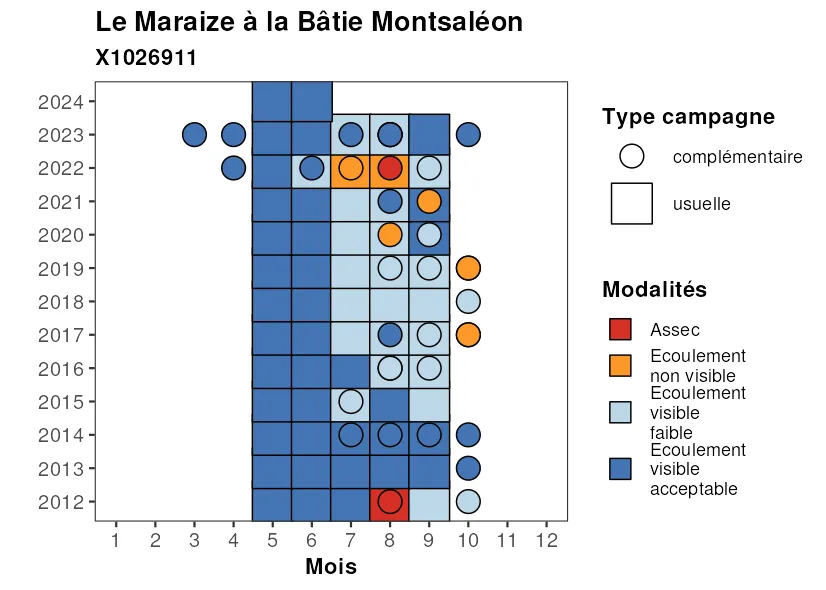 Le Maraize à la Bâtie Montsaléon
X1026911
2024
2023
2022
2021
2020
2019
2018
2017
2016
2015
2014
2013
2012
1 2 3 4 5 6 7 8 9 10 11 12
Mois
Type campagne
complémentaire
usuelle
Modalités
Assec
Ecoulement
non visible
Ecoulement
visible
faible
Ecoulement
visible
acceptable